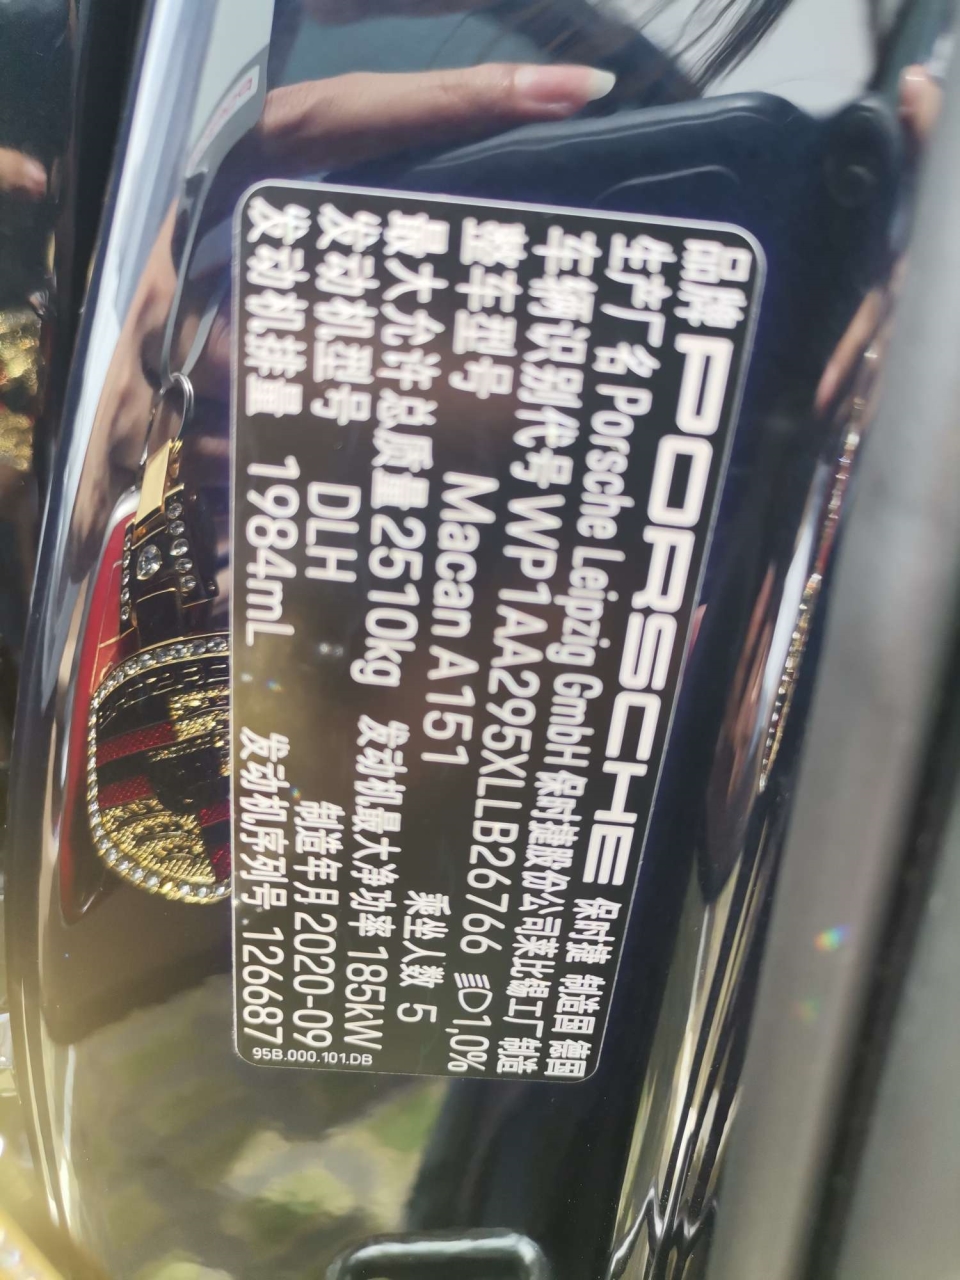 品牌 PORSCHE 保时捷 制造国 德国
生产厂名 Porsche Leipzig GmbH 保时捷股份公司莱比锡工厂制造
车辆识别代号 WP1AA295XLLB26766 1,0%
整车型号 Macan A151 乘坐人数 5
最大允许总质量 2510kg 发动机最大净功率 185kW
发动机型号 DLH 制造年月 2020-09
发动机排量 1984mL 发动机序列号 126687
95B.000.101.DB